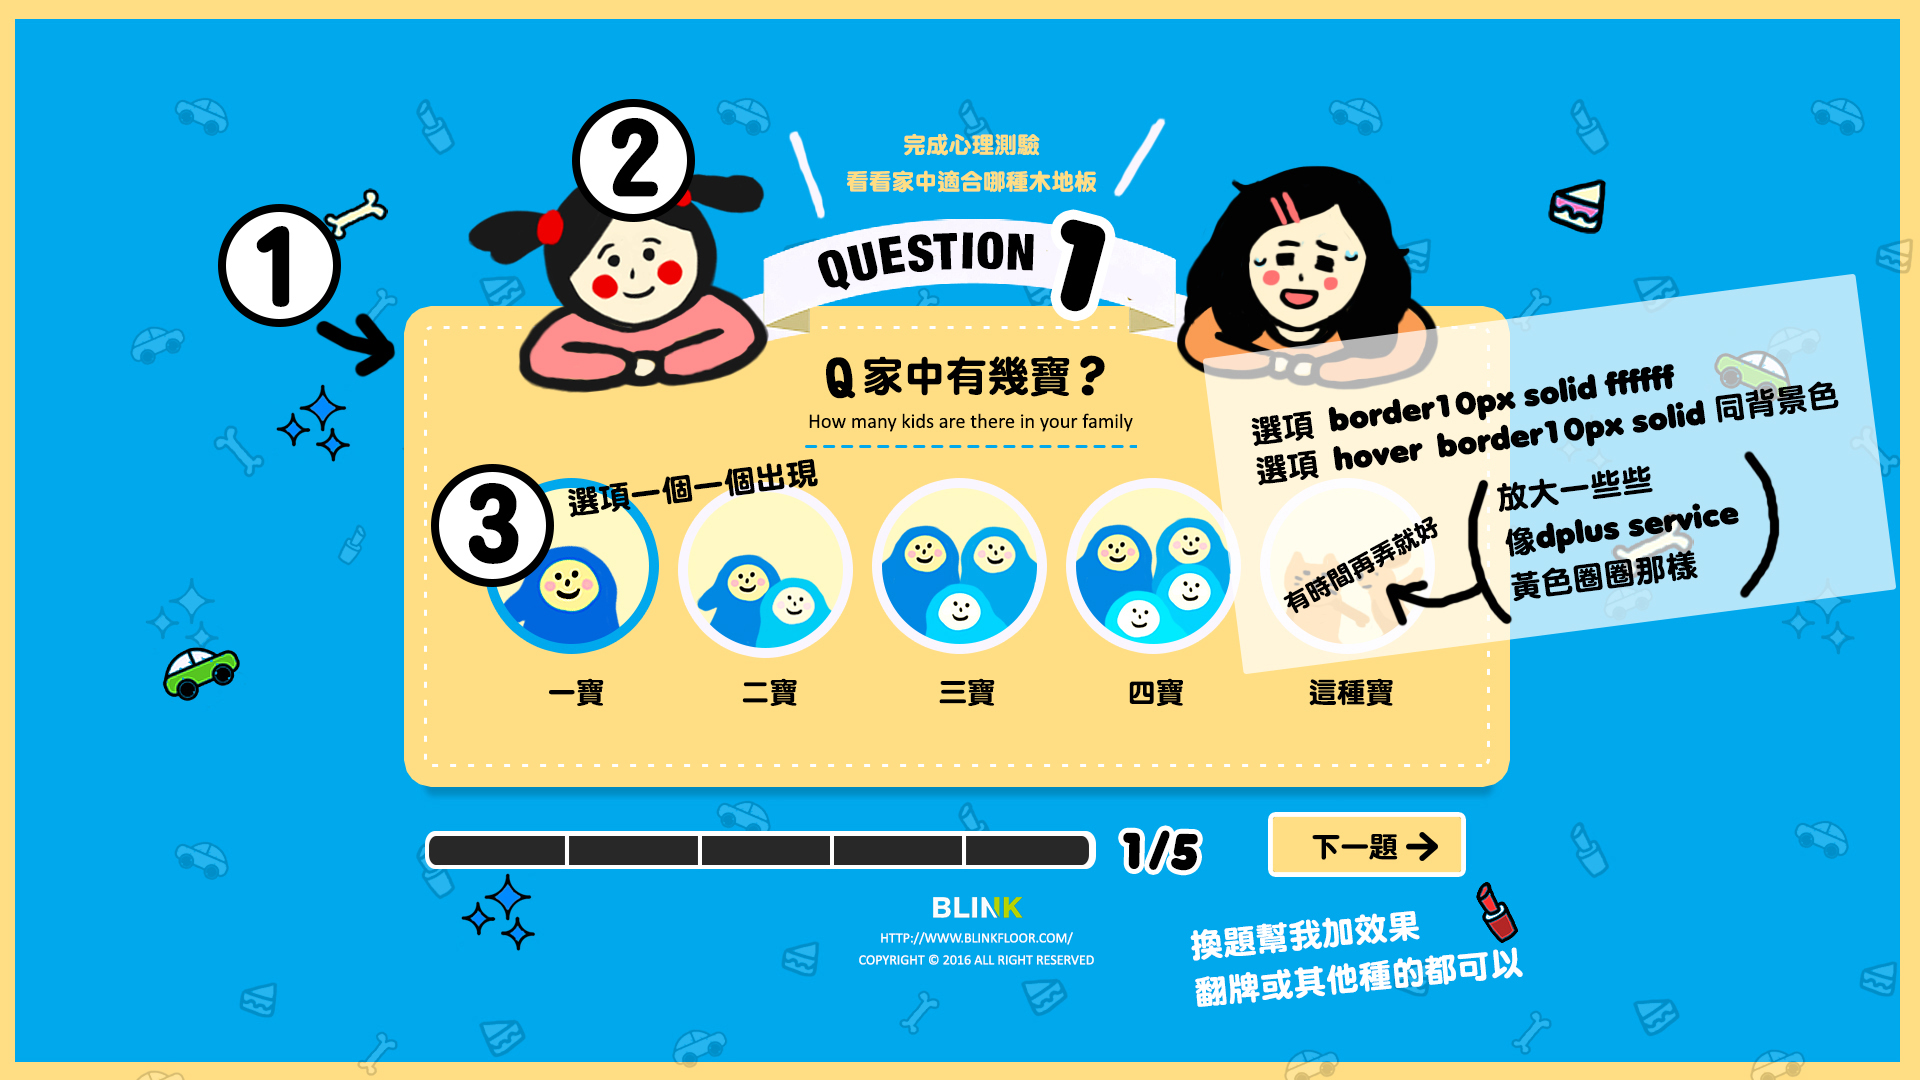 完成心理測驗
看看家中適合哪種木地板
1
2
QUESTION 1
Q 家中有幾寶？
How many kids are there in your family
3
選項一個一個出現
選項 border10px solid ffffff
選項 hover border10px solid 同背景色
放大一些些
像dplus service
黃色圈圈那樣
有時間再弄就好
一寶
二寶
三寶
四寶
這種寶
1/5
下一題
BLINK
HTTP://WWW.BLINKFLOOR.COM/
COPYRIGHT © 2016 ALL RIGHT RESERVED
換題幫我加效果
翻牌或其他種的都可以